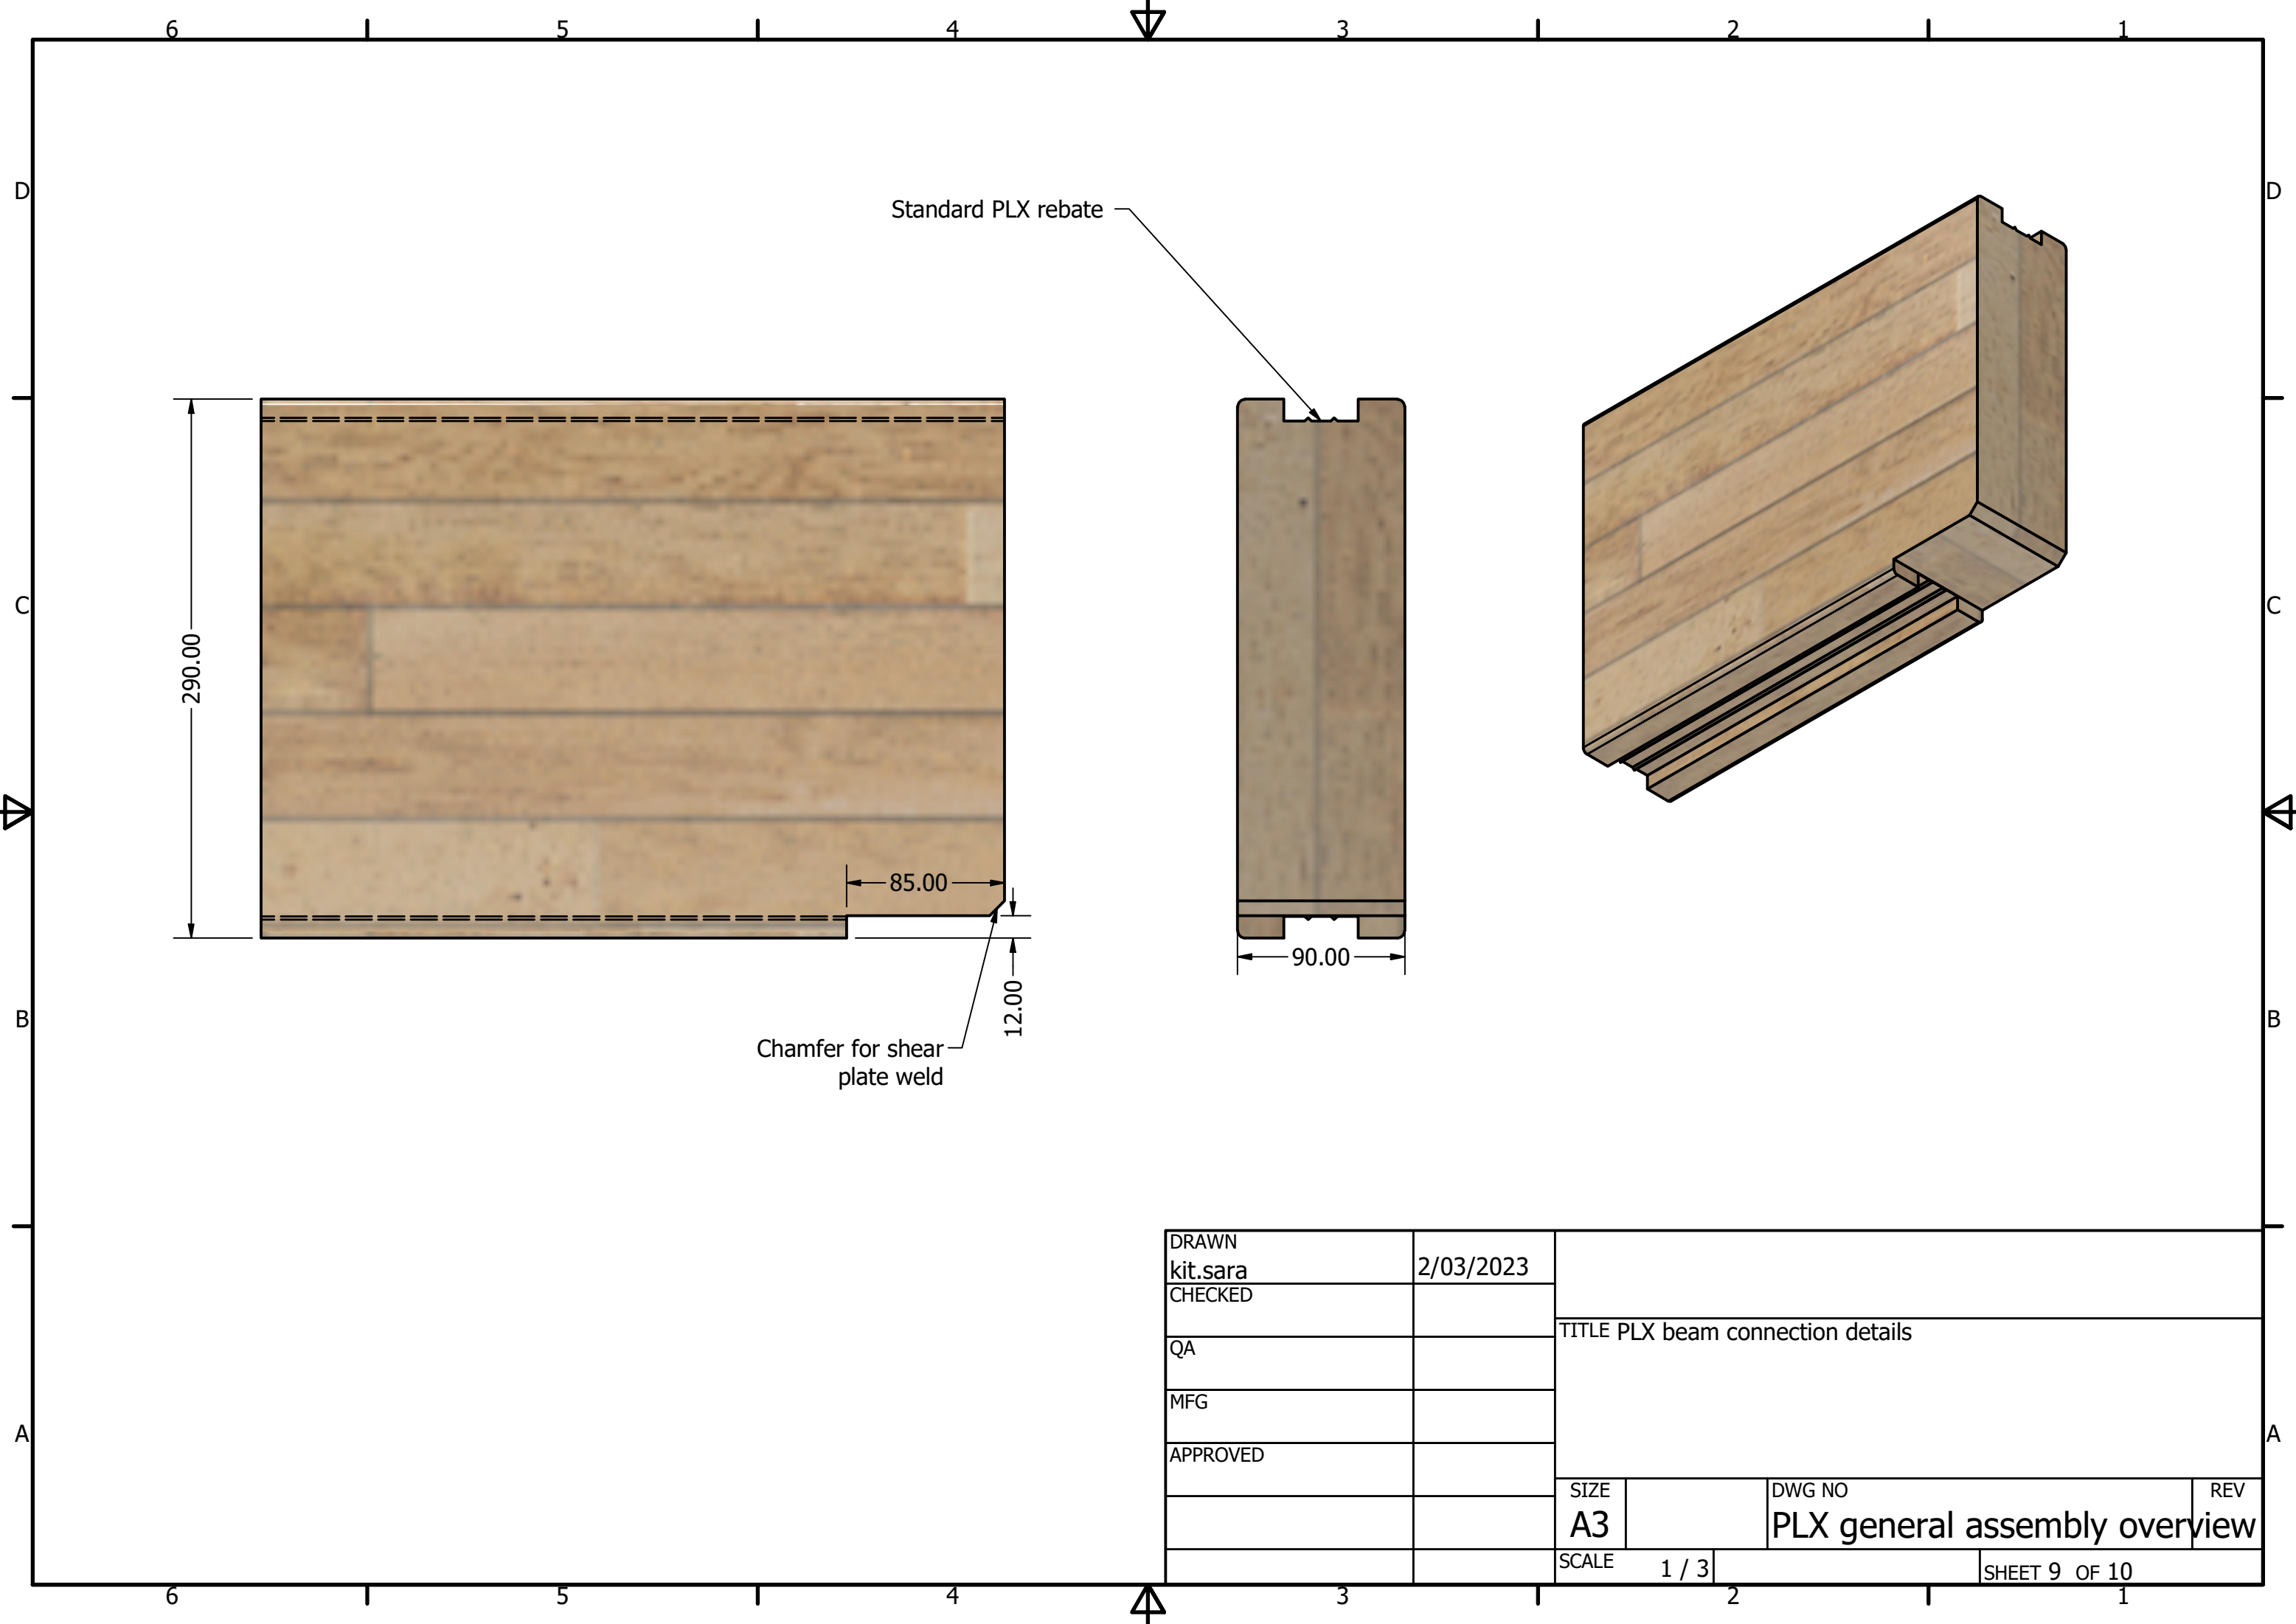 6 5 4 3 2 1
D D
Standard PLX rebate
C C
290.00
85.00
90.00
12.00
B B
Chamfer for shear
plate weld
DRAWN
kit.sara 2/03/2023
CHECKED
TITLE PLX beam connection details
QA
MFG
A A
APPROVED
SIZE DWG NO REV
A3 PLX general assembly overview
SCALE 1 / 3 SHEET 9 OF 10
6 5 4 3 2 1